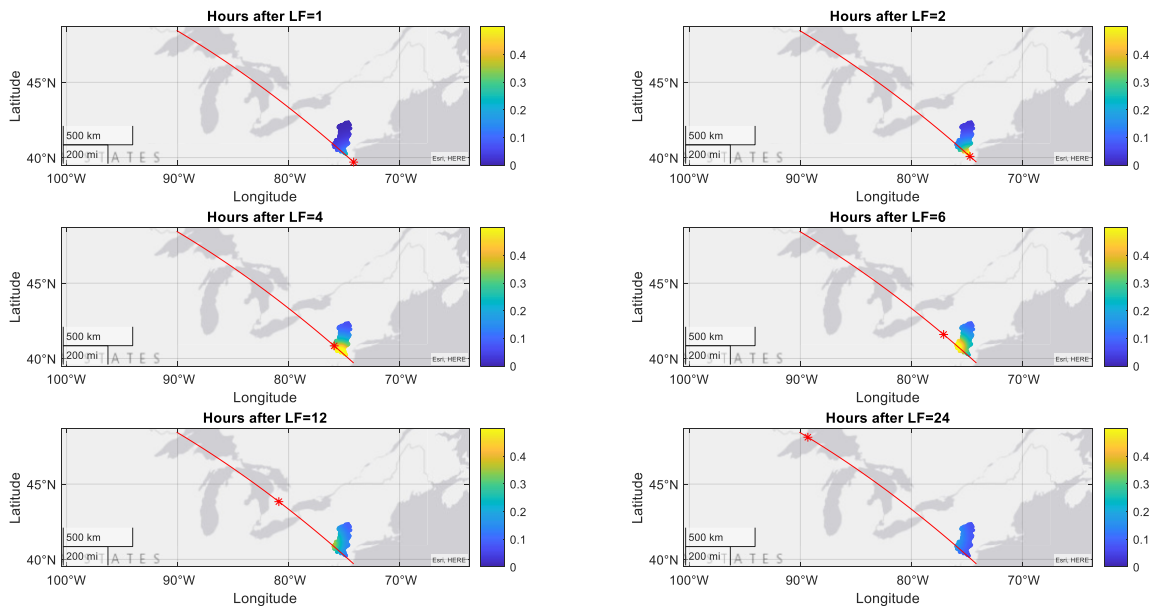 Hours after LF=1
Latitude
45°N
40°N
500 km
200 mi
STATES
Esri, HERE
100°W 90°W 80°W 70°W
Longitude
0.4
0.3
0.2
0.1
0
Hours after LF=2
Latitude
45°N
40°N
500 km
200 mi
STATES
Esri, HERE
100°W 90°W 80°W 70°W
Longitude
0.4
0.3
0.2
0.1
0
Hours after LF=4
Latitude
45°N
40°N
500 km
200 mi
STATES
Esri, HERE
100°W 90°W 80°W 70°W
Longitude
0.4
0.3
0.2
0.1
0
Hours after LF=6
Latitude
45°N
40°N
500 km
200 mi
STATES
Esri, HERE
100°W 90°W 80°W 70°W
Longitude
0.4
0.3
0.2
0.1
0
Hours after LF=12
Latitude
45°N
40°N
500 km
200 mi
STATES
Esri, HERE
100°W 90°W 80°W 70°W
Longitude
0.4
0.3
0.2
0.1
0
Hours after LF=24
Latitude
45°N
40°N
500 km
200 mi
STATES
Esri, HERE
100°W 90°W 80°W 70°W
Longitude
0.4
0.3
0.2
0.1
0